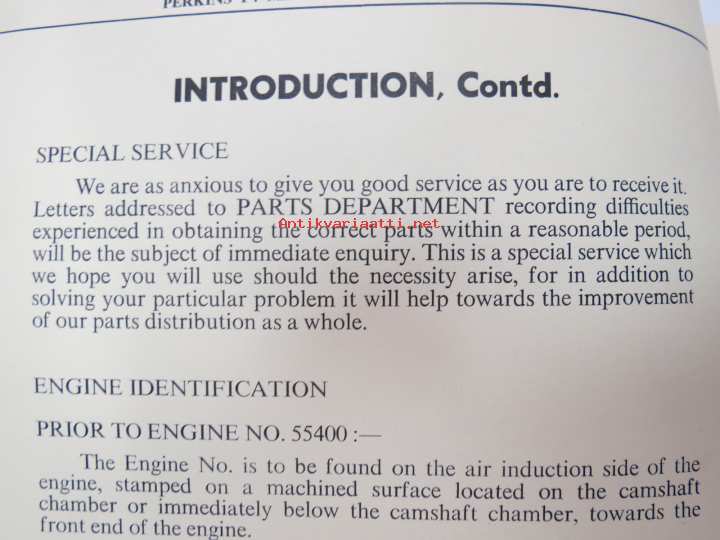 PERKINS
INTRODUCTION, Contd.
SPECIAL SERVICE
We are as anxious to give you good service as you are to receive it.
Letters addressed to PARTS DEPARTMENT recording difficulties
Antikvariaatti.net
experienced in obtaining the correct parts within a reasonable period,
will be the subject of immediate enquiry. This is a special service which
we hope you will use should the necessity arise, for in addition to
solving your particular problem it will help towards the improvement
of our parts distribution as a whole.
ENGINE IDENTIFICATION
PRIOR TO ENGINE NO. 55400 :—
The Engine No. is to be found on the air induction side of the
engine, stamped on a machined surface located on the camshaft
chamber or immediately below the camshaft chamber, towards the
front end of the engine.